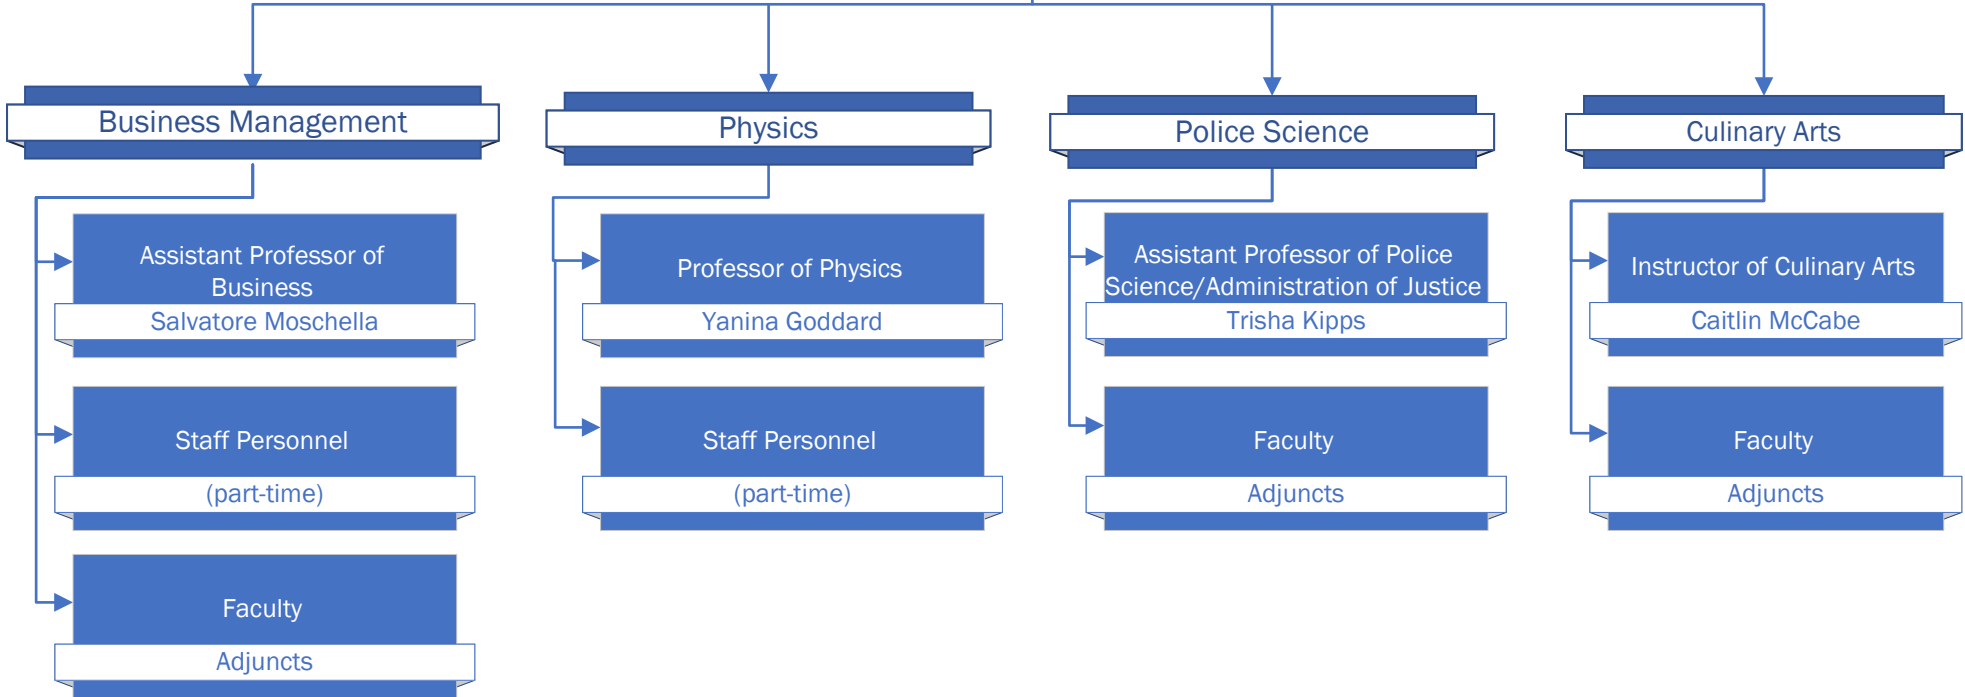 Business Management
Physics
Police Science
Culinary Arts
Assistant Professor of
Business
Salvatore Moschella
Professor of Physics
Yanina Goddard
Assistant Professor of Police
Science/Administration of Justice
Trisha Kipps
Instructor of Culinary Arts
Caitlin McCabe
Staff Personnel
(part-time)
Staff Personnel
(part-time)
Faculty
Adjuncts
Faculty
Adjuncts
Faculty
Adjuncts